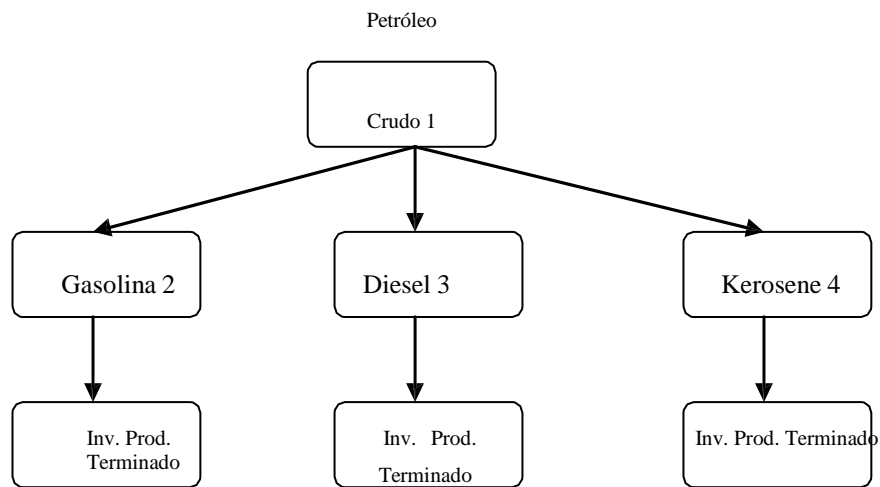 Petróleo
Crudo 1
Gasolina 2
Diesel 3
Kerosene 4
Inv. Prod.
Terminado
Inv. Prod.
Terminado
Inv. Prod. Terminado